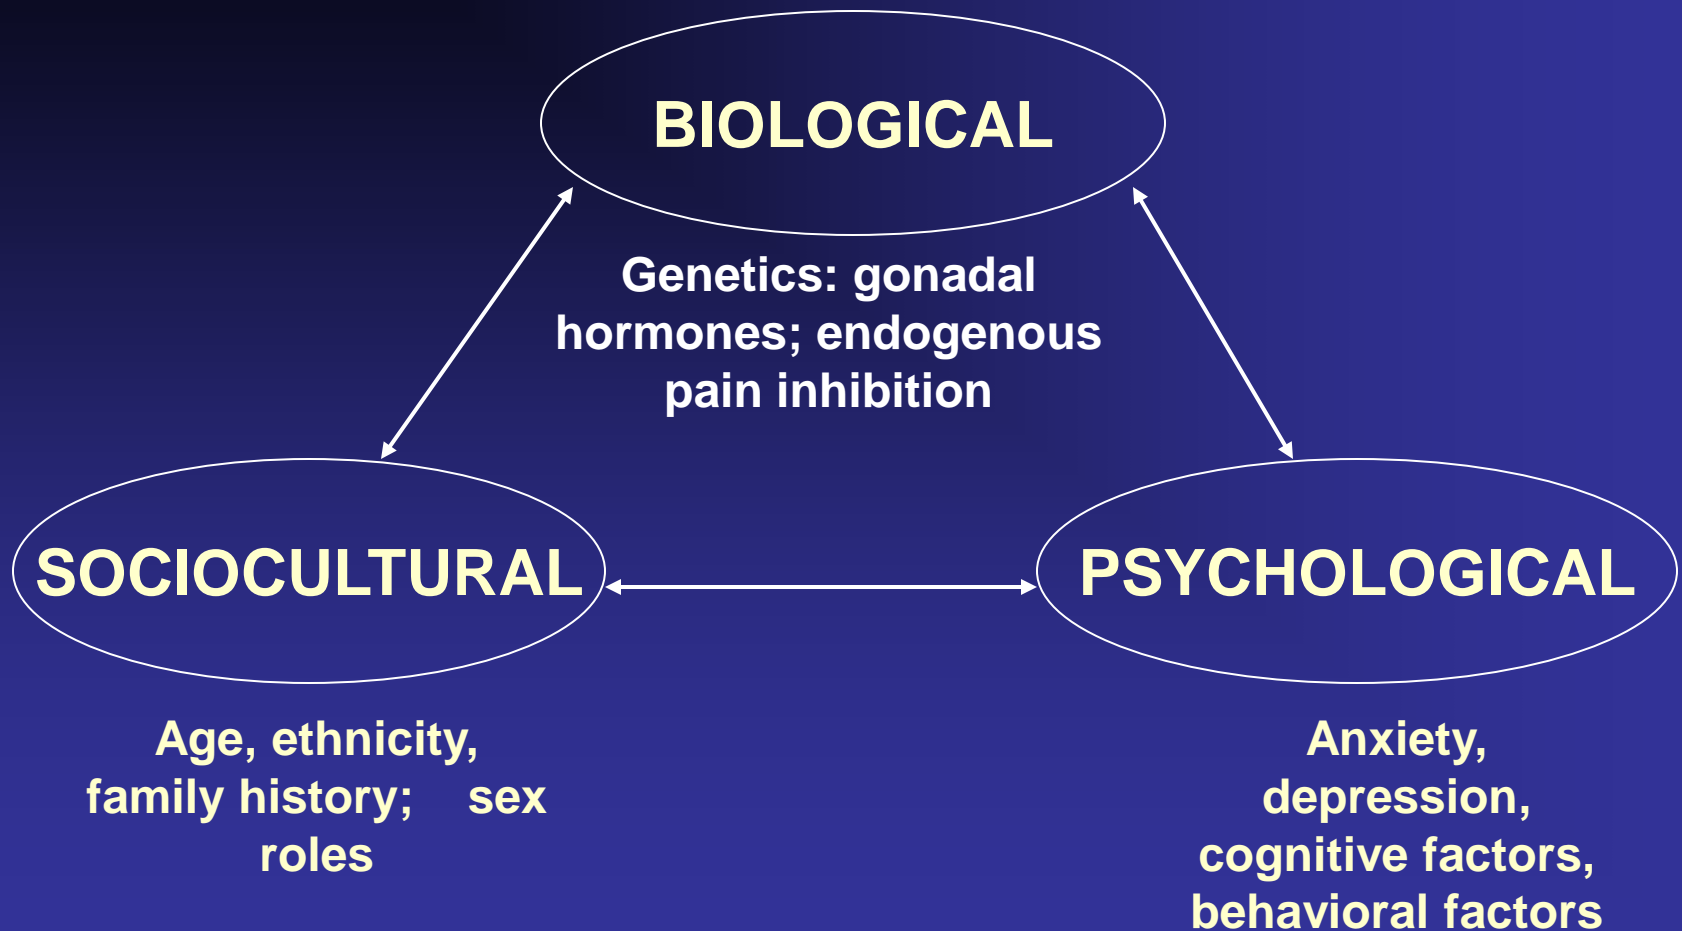 BIOLOGICAL
Genetics: gonadal
hormones; endogenous
pain inhibition
SOCIOCULTURAL
PSYCHOLOGICAL
Age, ethnicity,
family history; sex
roles
Anxiety,
depression,
cognitive factors,
behavioral factors